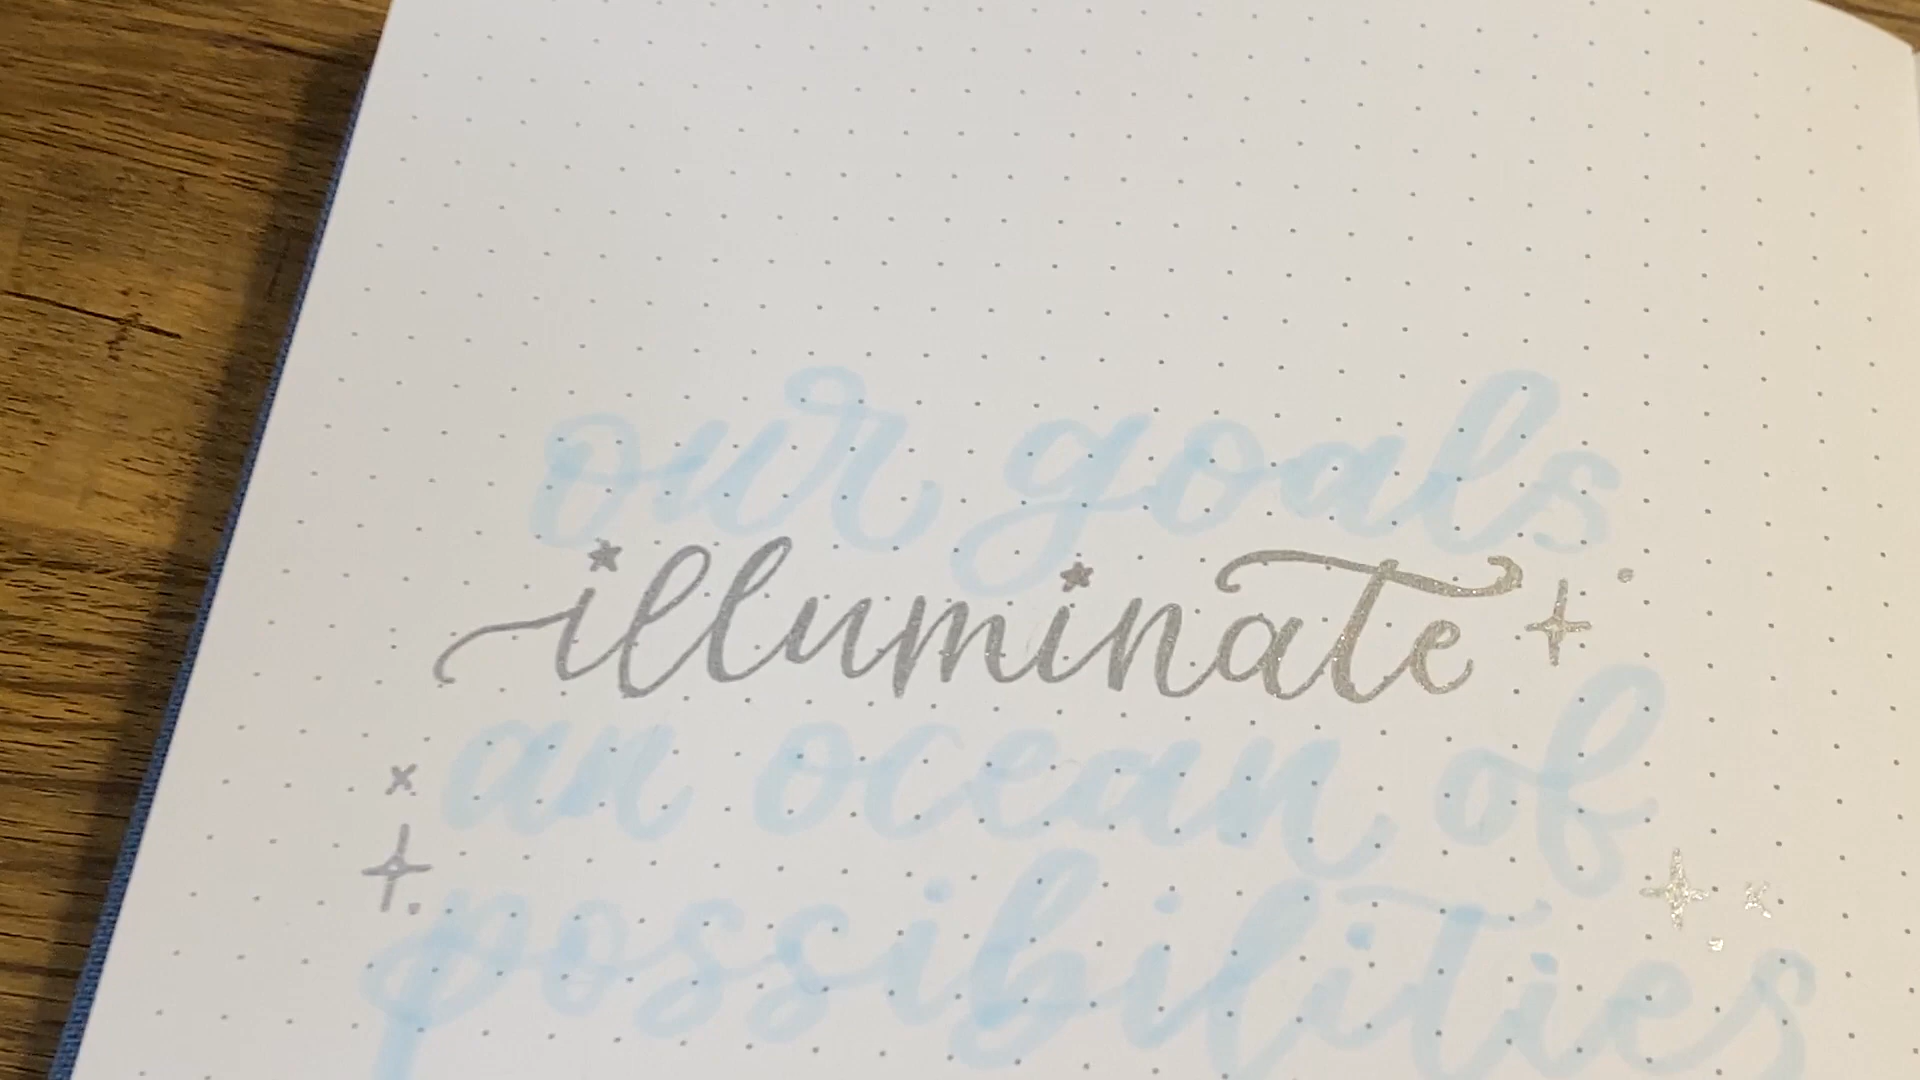 our goals
illuminate
an ocean of
possibilities